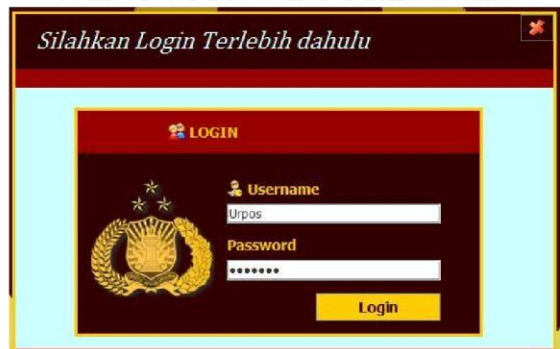 Silahkan Login Terlebih dahulu
LOGIN
Username
Urpos
Password
•••••••
Login